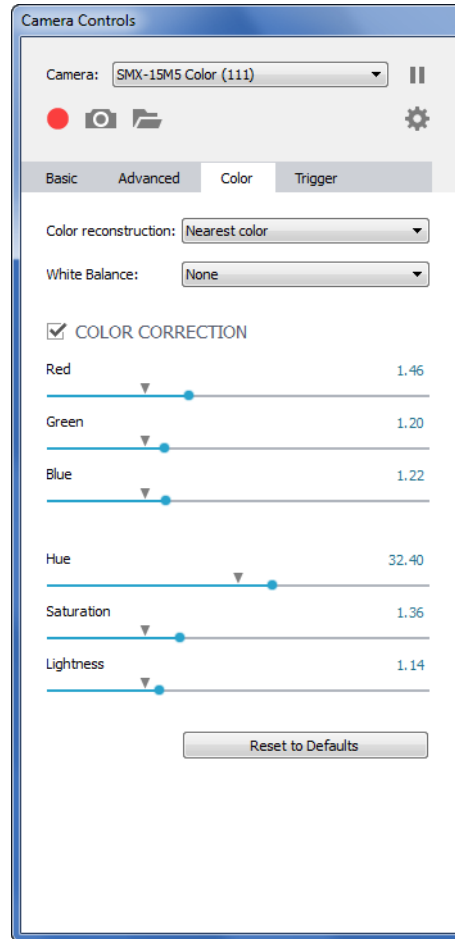 Camera Controls
Camera: SMX-15M5 Color (111)
Basic Advanced Color Trigger
Color reconstruction: Nearest color
White Balance: None
COLOR CORRECTION
Red 1.46
Green 1.20
Blue 1.22
Hue 32.40
Saturation 1.36
Lightness 1.14
Reset to Defaults